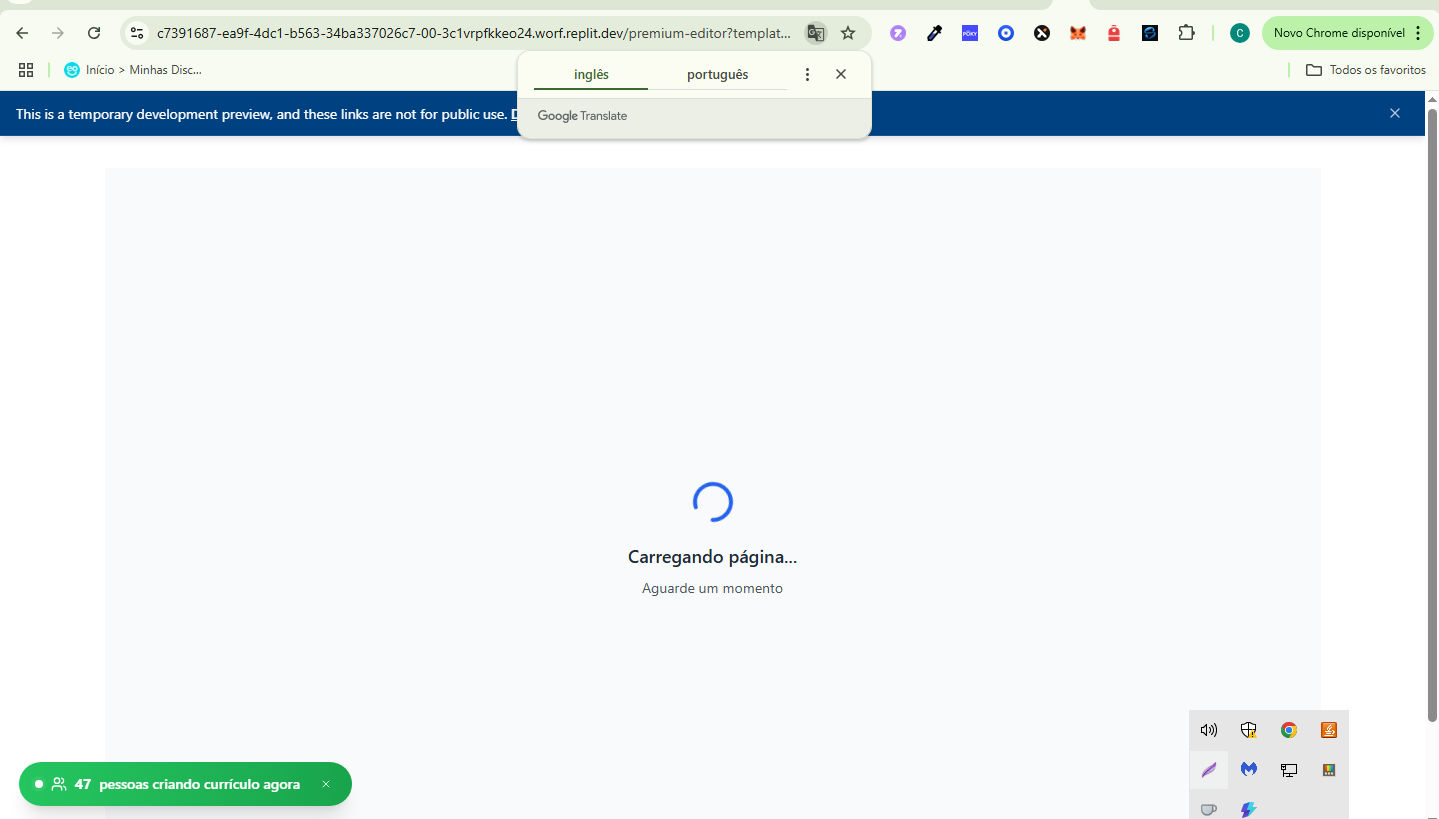 c7391687-ea9f-4dc1-b563-34ba337026c7-00-3c1vrpfkkeo24.worf.replit.dev/premium-editor?templat...
PÖKY
C
Novo Chrome disponível
Início > Minhas Disc...
inglês
português
Todos os favoritos
This is a temporary development preview, and these links are not for public use.
Google Translate
Carregando página...
Aguarde um momento
47 pessoas criando currículo agora